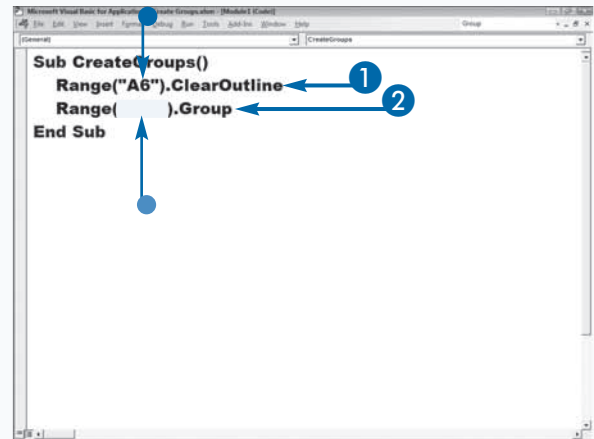 Microsoft Visual Basic for Applications - Create Groups.xlsm - [Module1 (Code)]
File Edit View Insert Format Debug Run Tools Add-Ins Window Help Group
(General) CreateGroups
Sub CreateGroups()
Range("A6").ClearOutline
1
Range( ).Group
2
End Sub